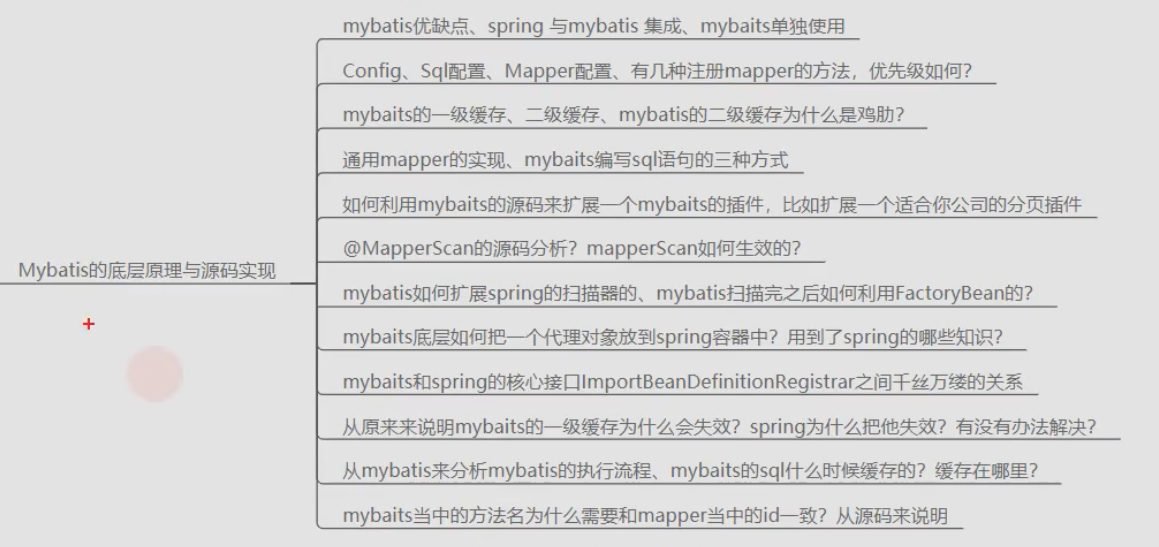 mybatis优缺点、spring 与mybatis 集成、mybaits单独使用
Config、Sql配置、Mapper配置、有几种注册mapper的方法，优先级如何？
mybaits的一级缓存、二级缓存、mybatis的二级缓存为什么是鸡肋？
通用mapper的实现、mybaits编写sql语句的三种方式
如何利用mybaits的源码来扩展一个mybaits的插件，比如扩展一个适合你公司的分页插件
@MapperScan的源码分析？mapperScan如何生效的？
Mybatis的底层原理与源码实现
mybatis如何扩展spring的扫描器的、mybatis扫描完之后如何利用FactoryBean的？
mybaits底层如何把一个代理对象放到spring容器中？用到了spring的哪些知识？
mybaits和spring的核心接口ImportBeanDefinitionRegistrar之间千丝万缕的关系
从原来来说明mybaits的一级缓存为什么会失效？spring为什么把他失效？有没有办法解决？
从mybatis来分析mybatis的执行流程、mybaits的sql什么时候缓存的？缓存在哪里？
mybaits当中的方法名为什么需要和mapper当中的id一致？从源码来说明